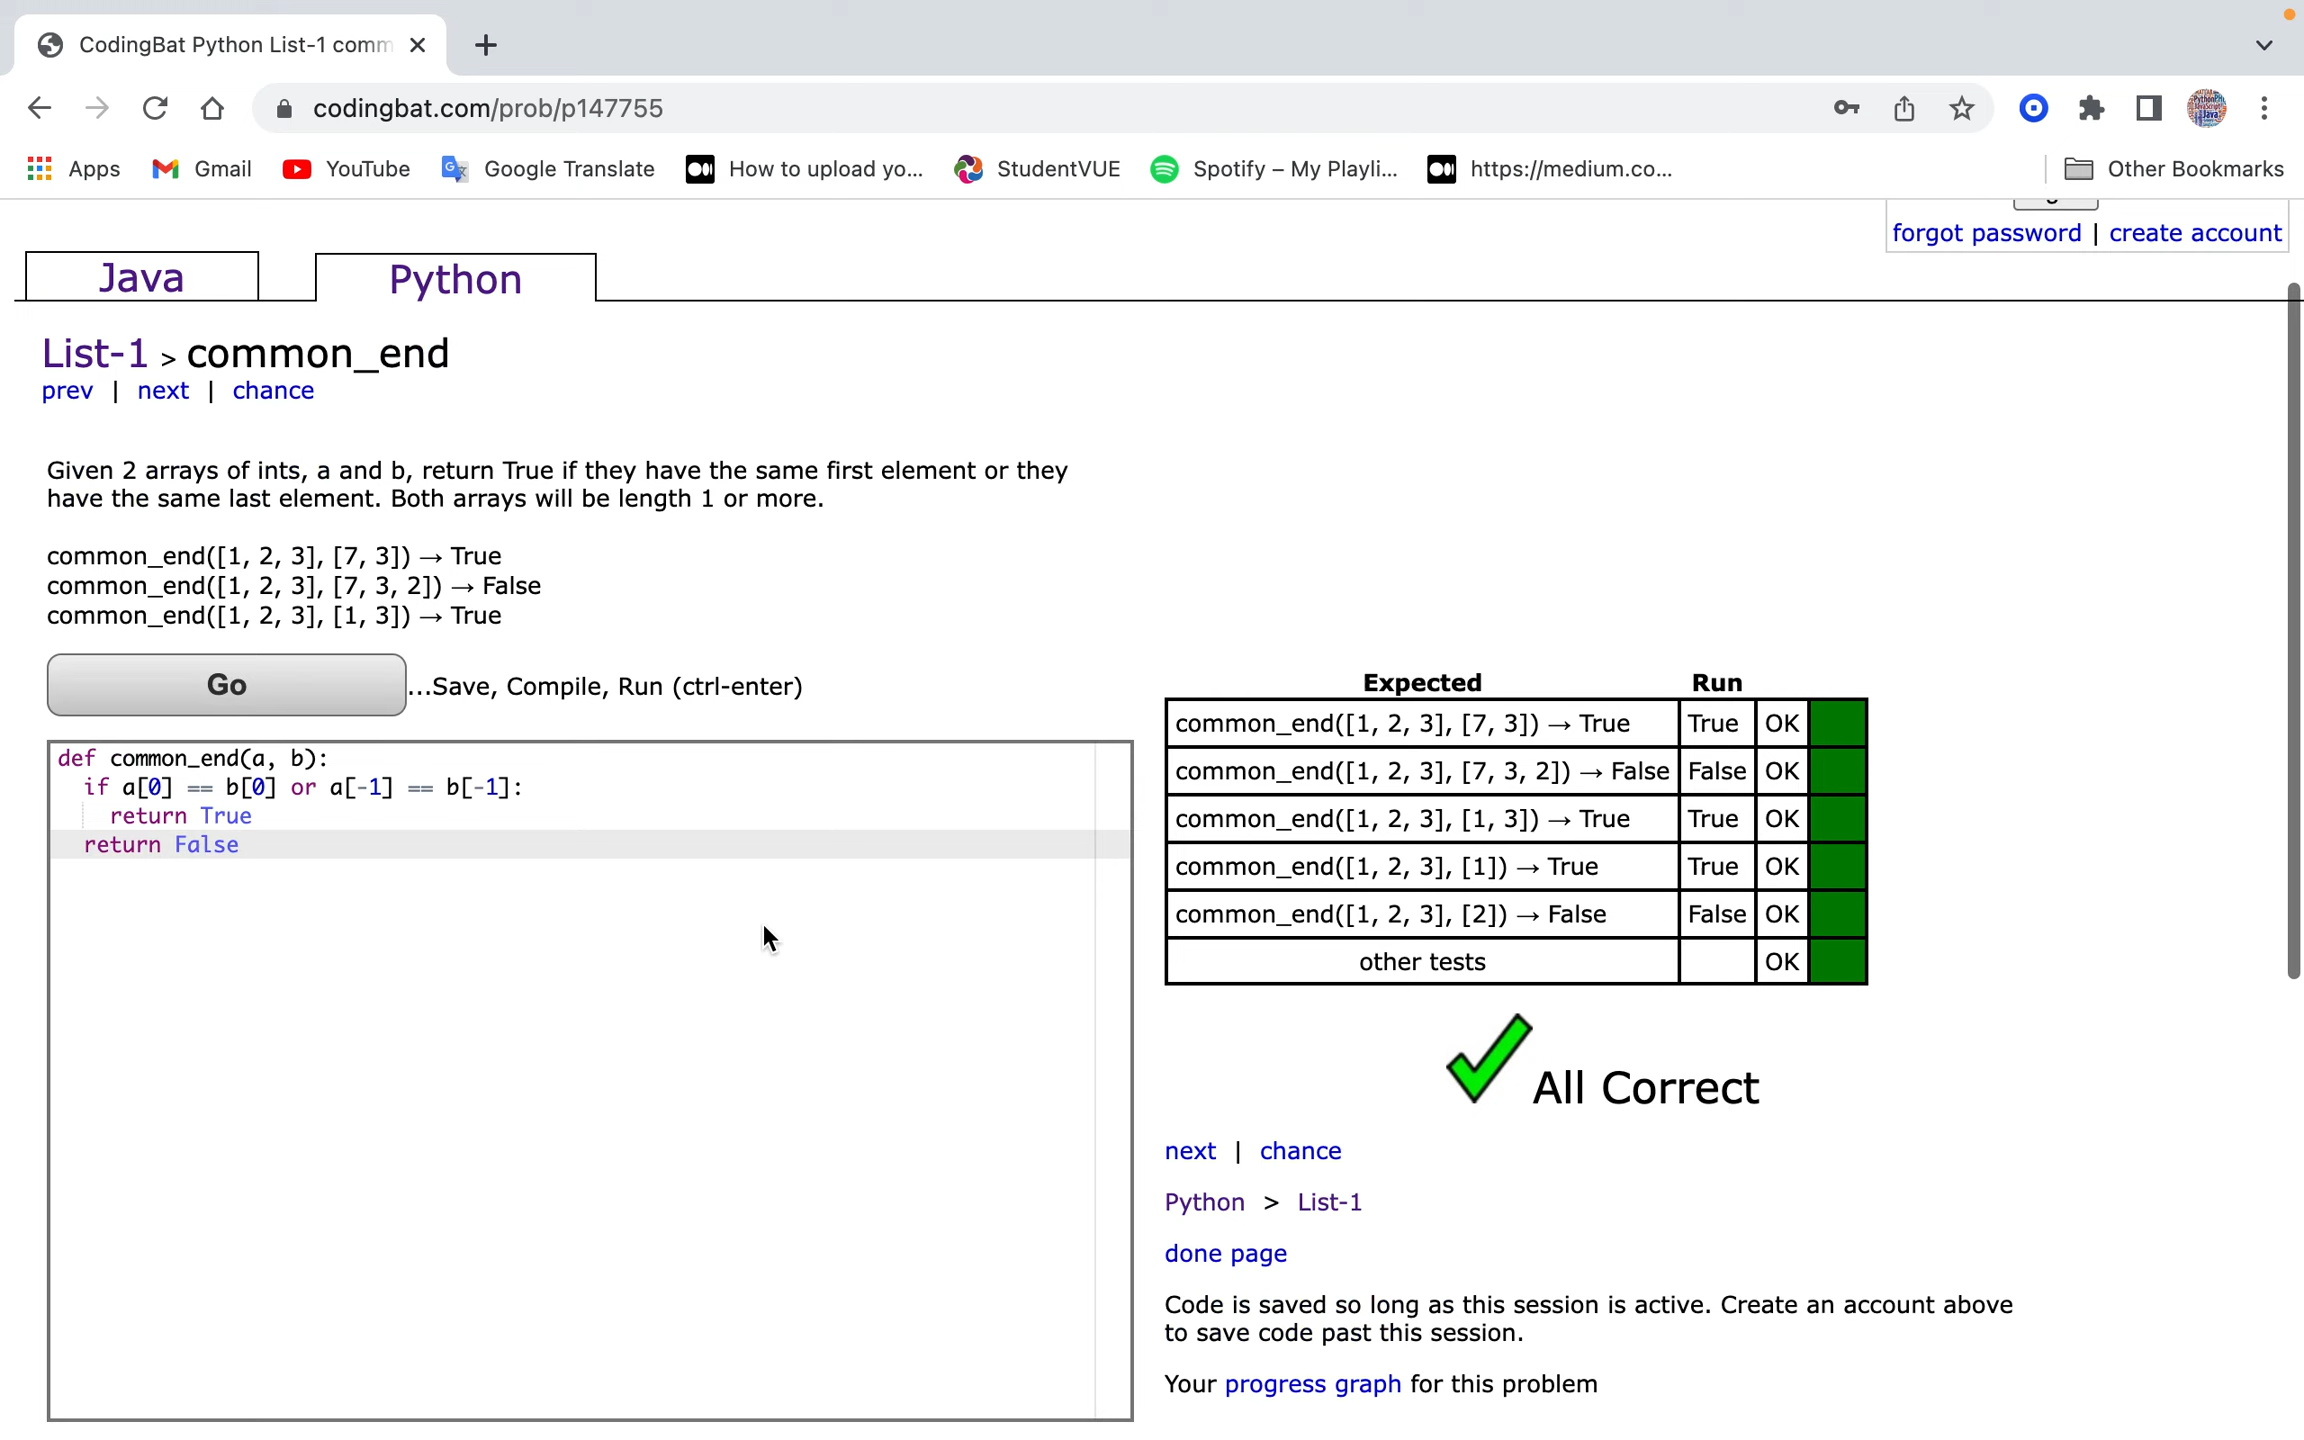 CodingBat Python List-1 comm
codingbat.com/prob/p147755
Apps Gmail YouTube Google Translate How to upload yo... StudentVUE Spotify – My Playli... https://medium.co... Other Bookmarks
forgot password | create account
Java Python
List-1 > common_end
prev | next | chance
Given 2 arrays of ints, a and b, return True if they have the same first element or they
have the same last element. Both arrays will be length 1 or more.
common_end([1, 2, 3], [7, 3]) → True
common_end([1, 2, 3], [7, 3, 2]) → False
common_end([1, 2, 3], [1, 3]) → True
Go ...Save, Compile, Run (ctrl-enter)
def common_end(a, b):
  if a[0] == b[0] or a[-1] == b[-1]:
    return True
  return False
Expected Run
common_end([1, 2, 3], [7, 3]) → True True OK
common_end([1, 2, 3], [7, 3, 2]) → False False OK
common_end([1, 2, 3], [1, 3]) → True True OK
common_end([1, 2, 3], [1]) → True True OK
common_end([1, 2, 3], [2]) → False False OK
other tests OK
All Correct
next | chance
Python > List-1
done page
Code is saved so long as this session is active. Create an account above
to save code past this session.
Your progress graph for this problem